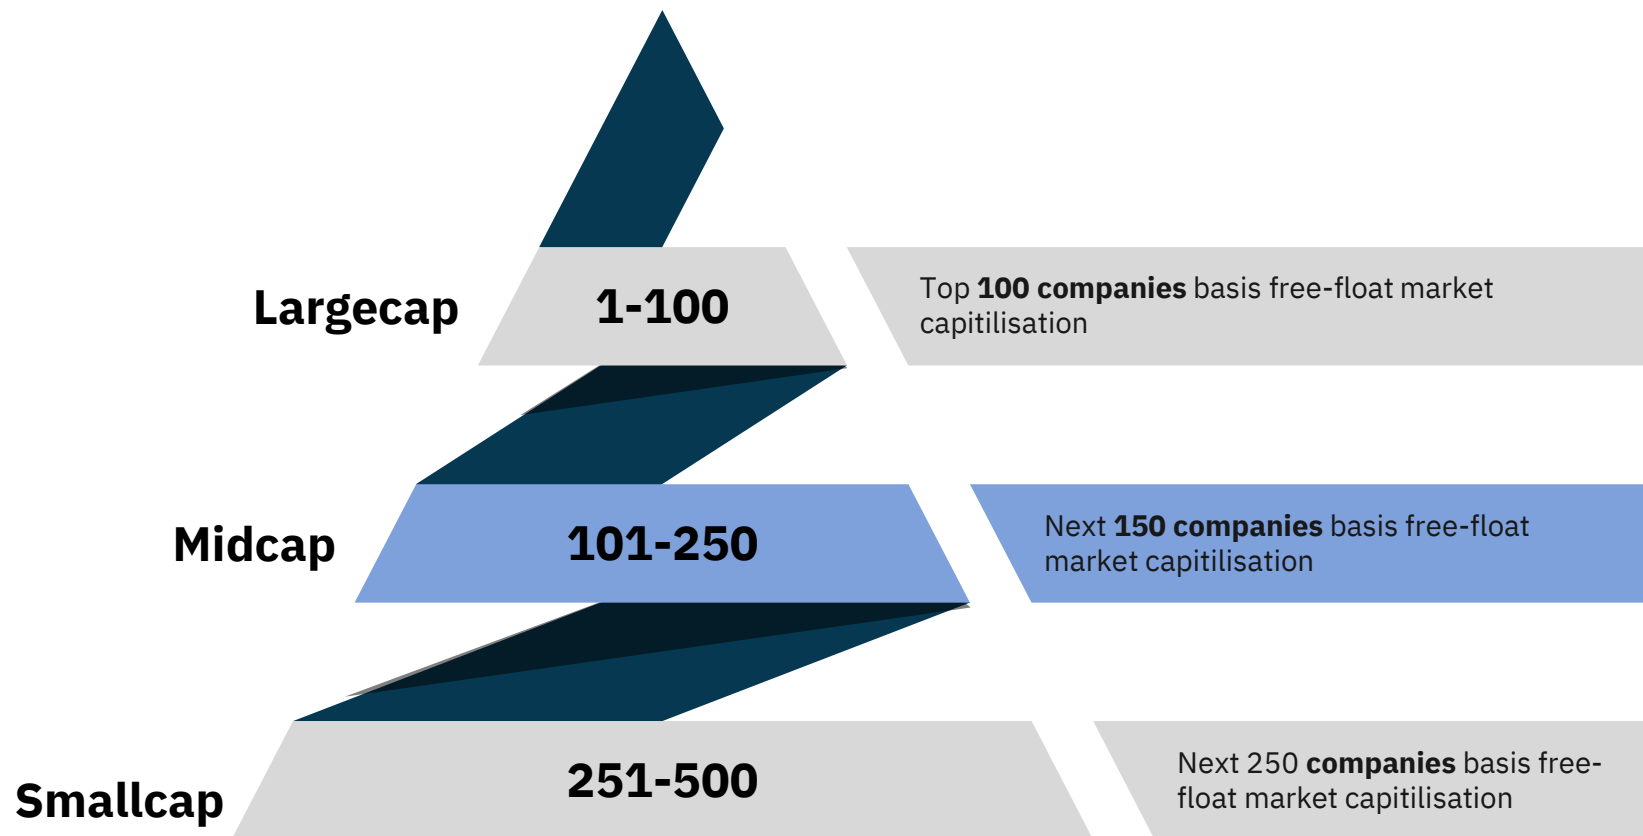 Largecap
1-100
Top 100 companies basis free-float market
capitilisation
Midcap
101-250
Next 150 companies basis free-float
market capitilisation
Smallcap
251-500
Next 250 companies basis free-
float market capitilisation